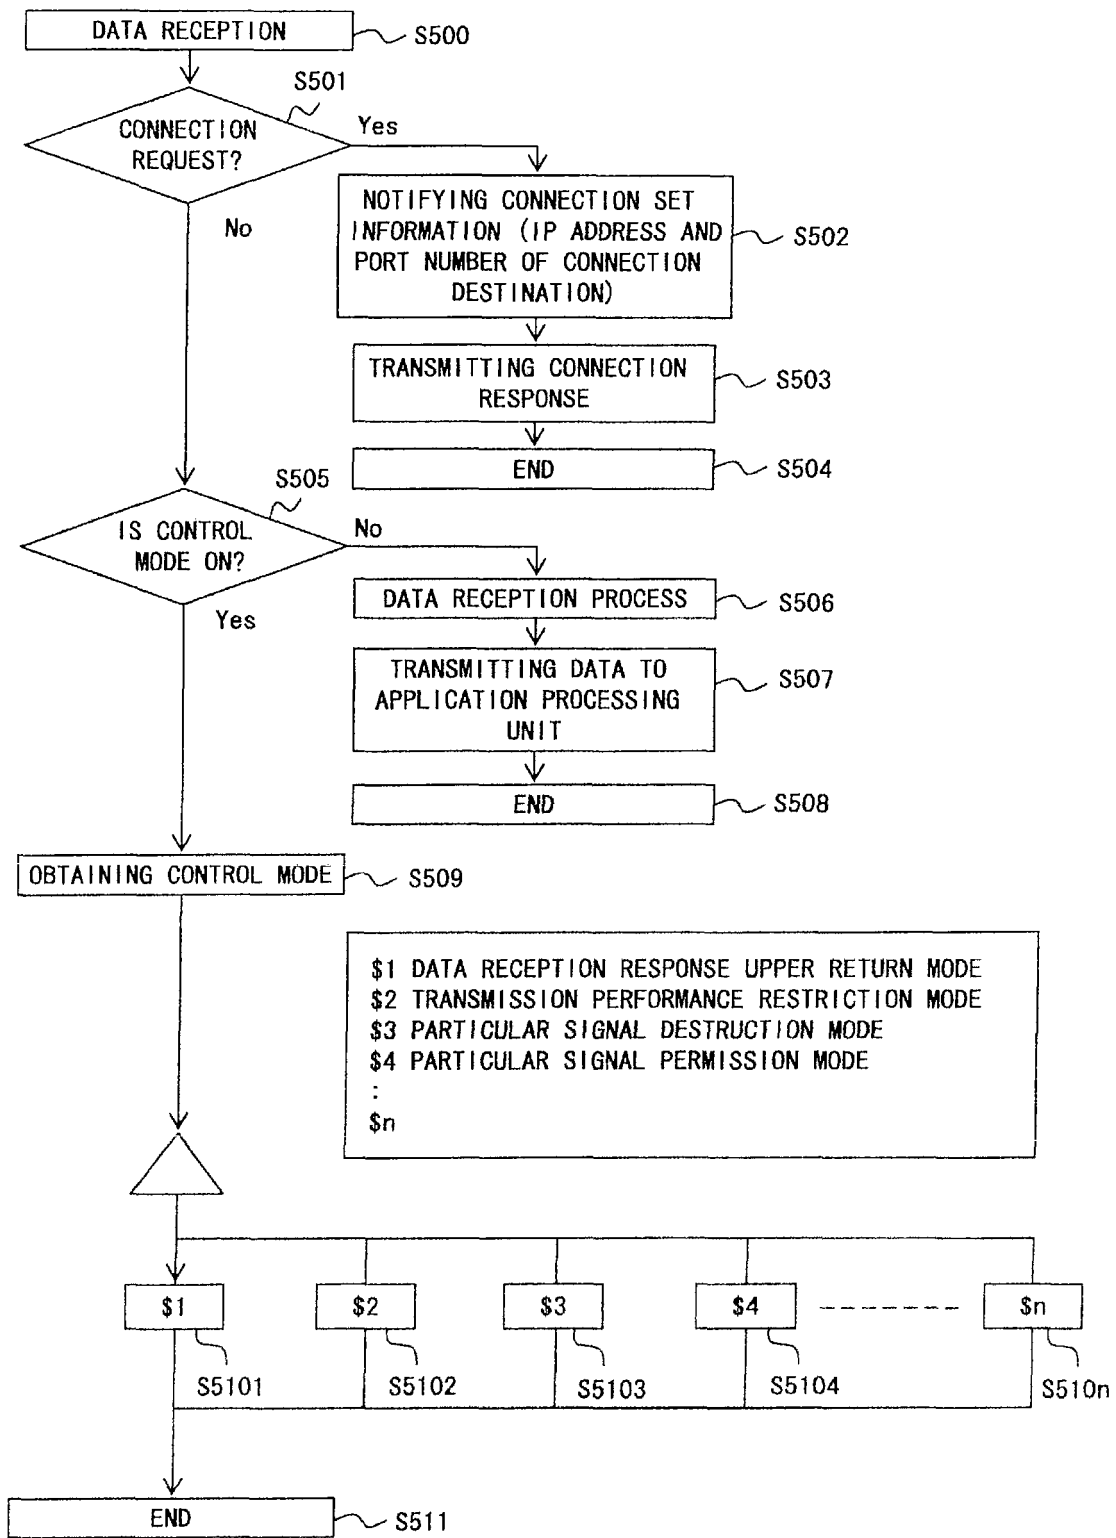 DATA RECEPTION
S500
S501
CONNECTION
REQUEST?
Yes
No
NOTIFYING CONNECTION SET
INFORMATION (IP ADDRESS AND
PORT NUMBER OF CONNECTION
DESTINATION)
S502
TRANSMITTING CONNECTION
RESPONSE
S503
END
S504
S505
IS CONTROL
MODE ON?
No
Yes
DATA RECEPTION PROCESS
S506
TRANSMITTING DATA TO
APPLICATION PROCESSING
UNIT
S507
END
S508
OBTAINING CONTROL MODE
S509
$1 DATA RECEPTION RESPONSE UPPER RETURN MODE
$2 TRANSMISSION PERFORMANCE RESTRICTION MODE
$3 PARTICULAR SIGNAL DESTRUCTION MODE
$4 PARTICULAR SIGNAL PERMISSION MODE
:
$n
$1
$2
$3
$4
$n
S5101
S5102
S5103
S5104
S510n
END
S511